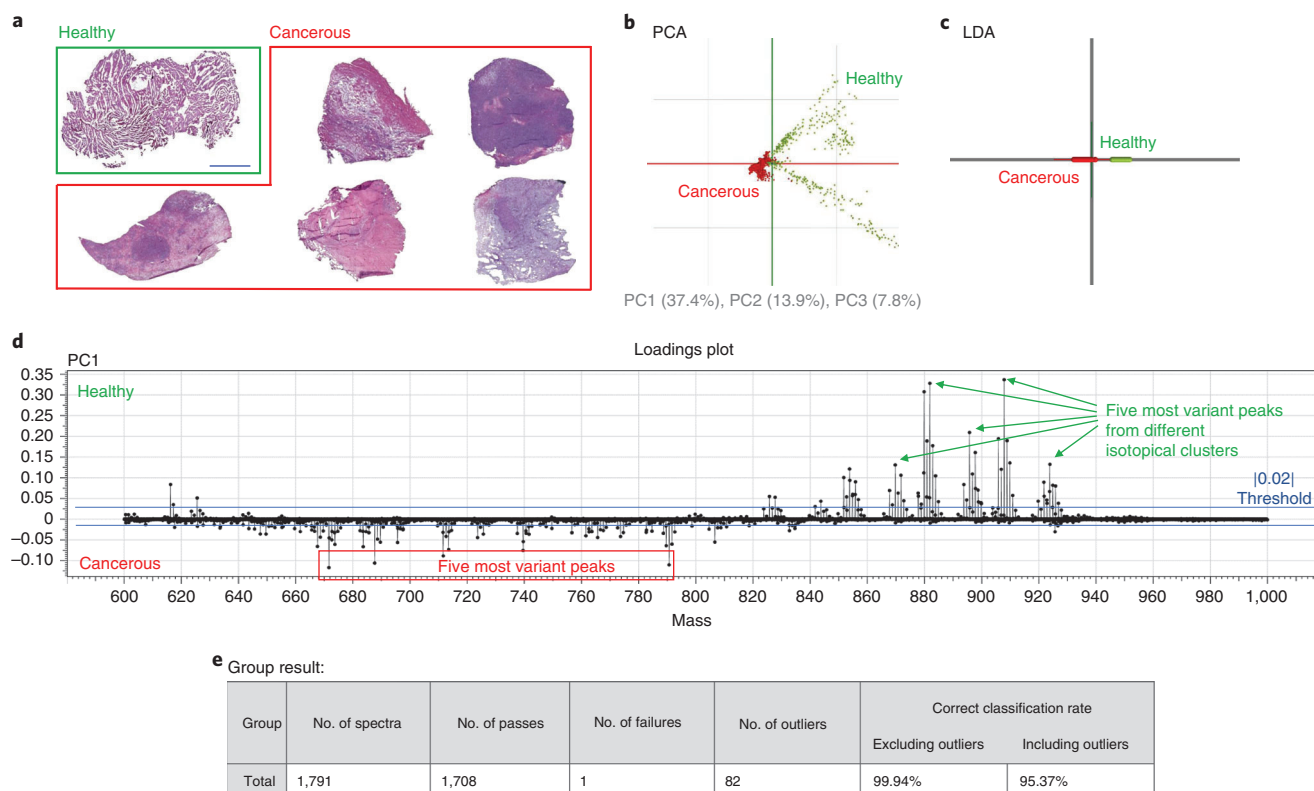 a
Healthy
Cancerous
b
PCA
Healthy
Cancerous
PC1 (37.4%), PC2 (13.9%), PC3 (7.8%)
c
LDA
Healthy
Cancerous
d
PC1
Loadings plot
0.35
0.30
0.25
0.20
0.15
0.10
0.05
0
−0.05
−0.10
Healthy
Cancerous
Five most variant peaks
Five most variant peaks
from different
isotopical clusters
|0.02|
Threshold
600 620 640 660 680 700 720 740 760 780 800 820 840 860 880 900 920 940 960 980 1,000
Mass
e
Group result:
Group No. of spectra No. of passes No. of failures No. of outliers Correct classification rate
Excluding outliers Including outliers
Total 1,791 1,708 1 82 99.94% 95.37%